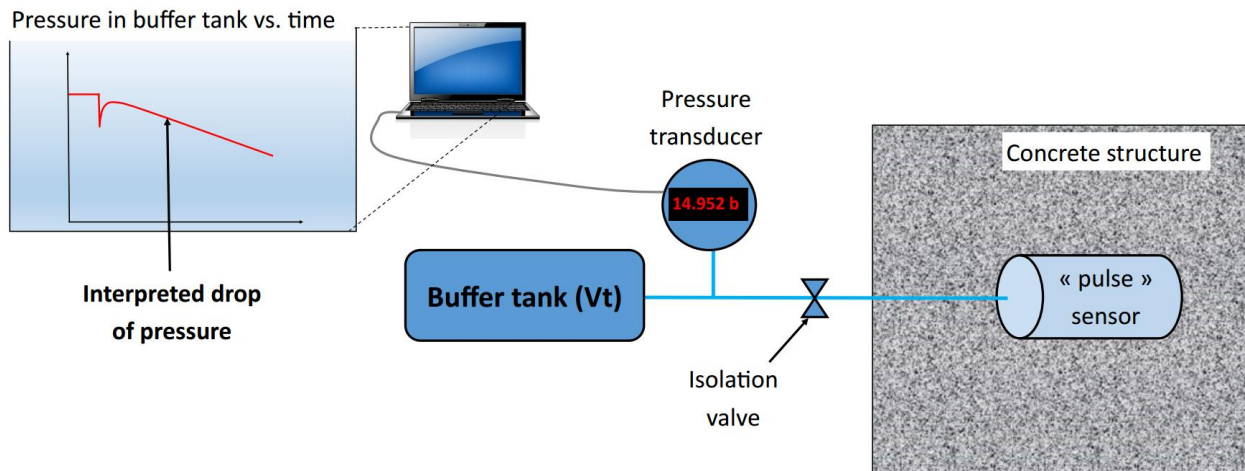 Pressure in buffer tank vs. time
Interpreted drop
of pressure
Pressure
transducer
14.952 b
Buffer tank (Vt)
Isolation
valve
Concrete structure
« pulse »
sensor